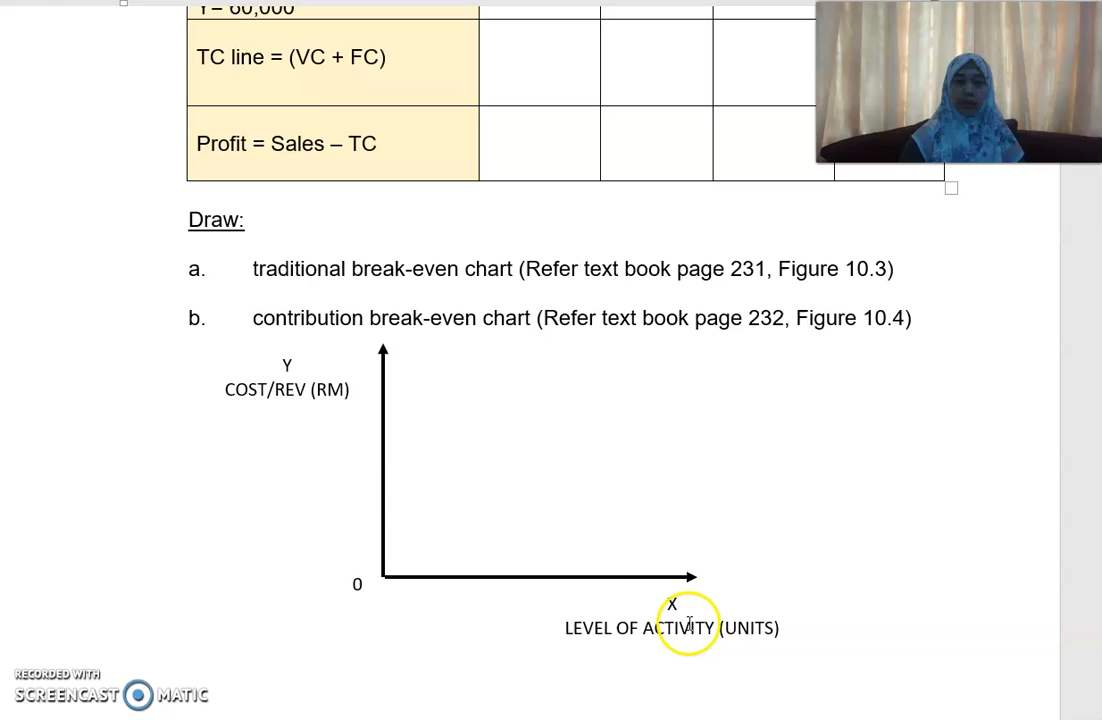 Y= 60,000
TC line = (VC + FC)
Profit = Sales – TC
Draw:
a. traditional break-even chart (Refer text book page 231, Figure 10.3)
b. contribution break-even chart (Refer text book page 232, Figure 10.4)
Y
COST/REV (RM)
0
X
LEVEL OF ACTIVITY (UNITS)
RECORDED WITH
SCREENCAST MATIC